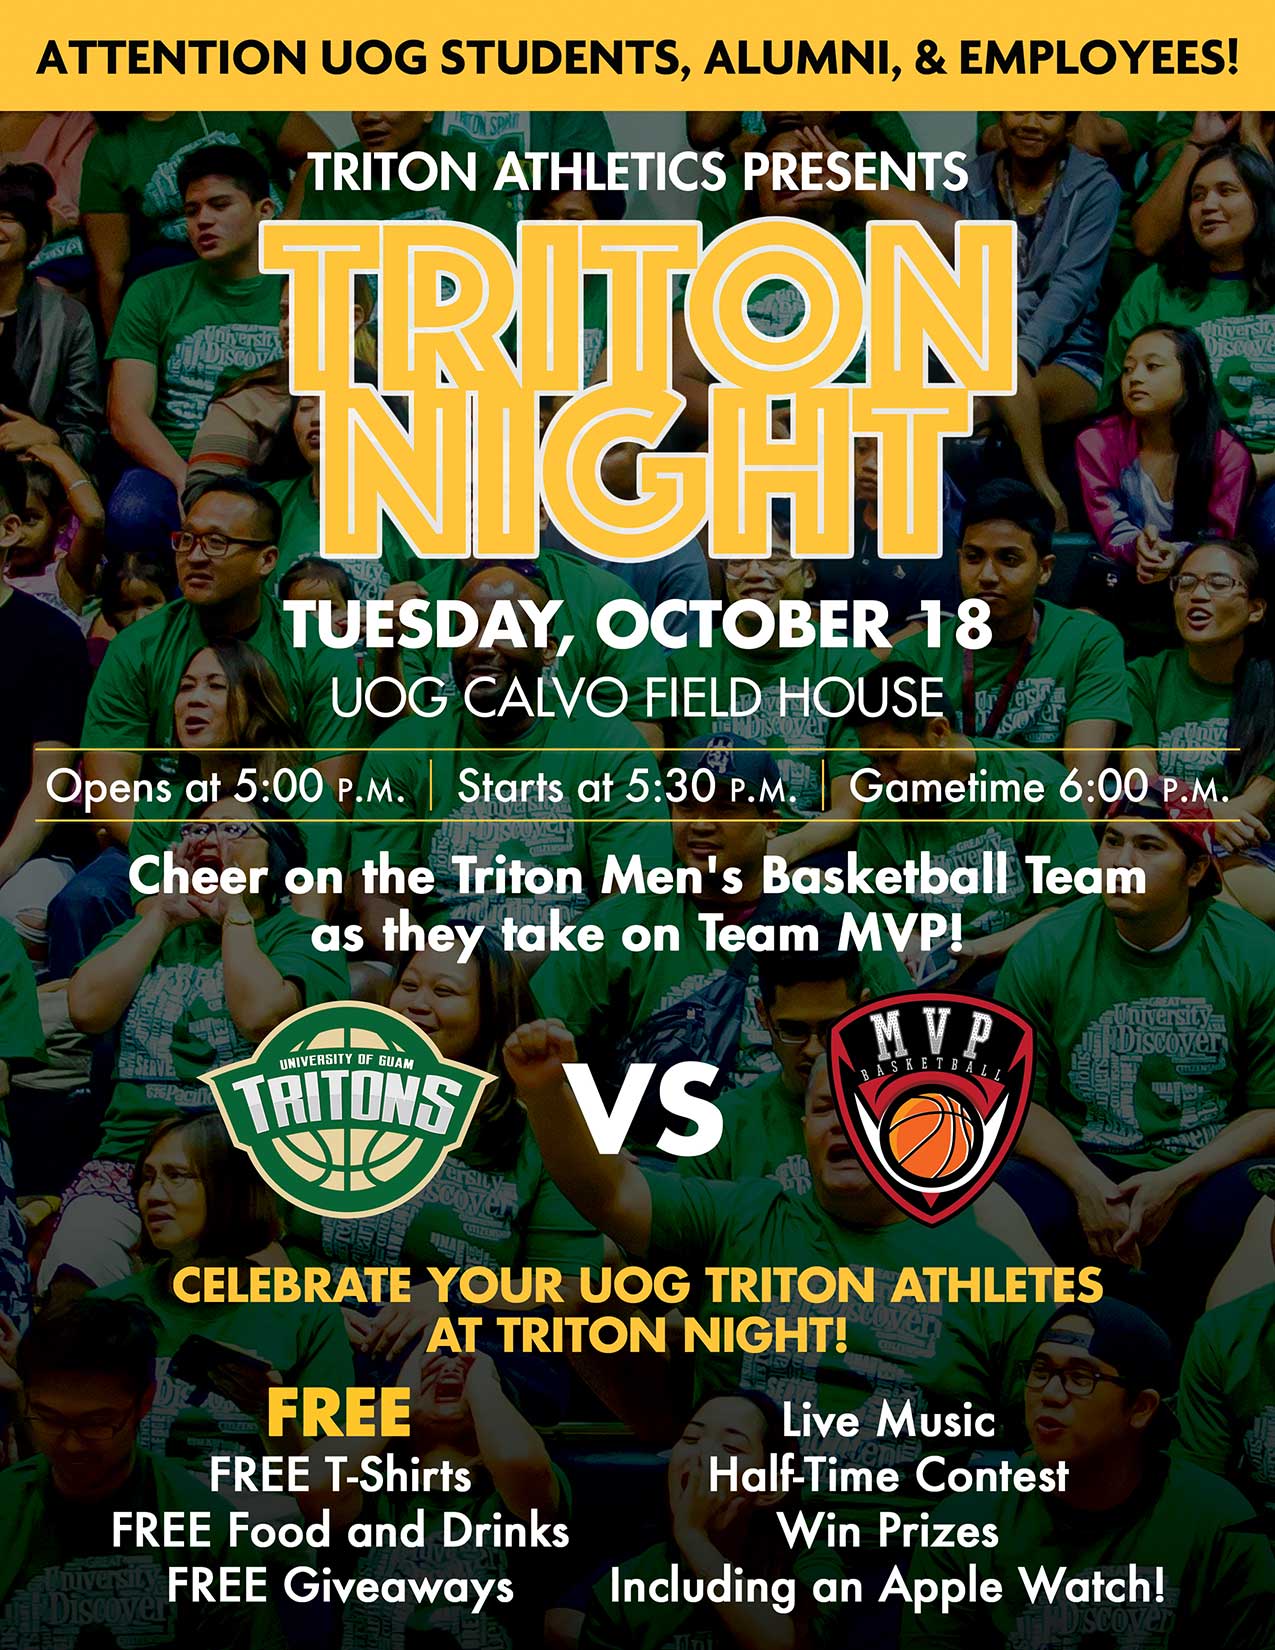 ATTENTION UOG STUDENTS, ALUMNI, & EMPLOYEES!
TRITON ATHLETICS PRESENTS
TRITON
NIGHT
TUESDAY, OCTOBER 18
UOG CALVO FIELD HOUSE
Opens at 5:00 P.M. | Starts at 5:30 P.M. | Gametime 6:00 P.M.
Cheer on the Triton Men's Basketball Team
as they take on Team MVP!
UNIVERSITY OF GUAM
TRITONS
VS
MVP
BASKETBALL
CELEBRATE YOUR UOG TRITON ATHLETES
AT TRITON NIGHT!
FREE
FREE T-Shirts
FREE Food and Drinks
FREE Giveaways
Live Music
Half-Time Contest
Win Prizes
Including an Apple Watch!